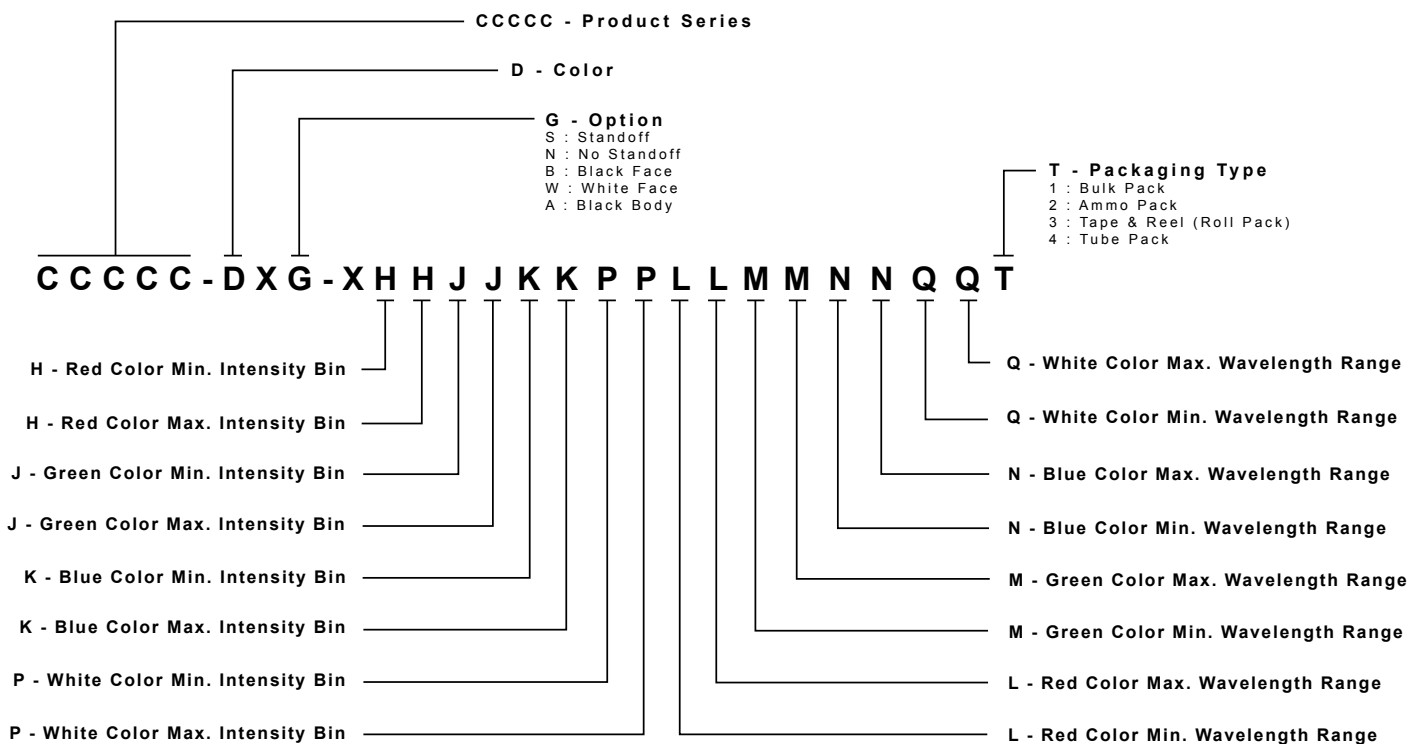 CCCCC - Product Series
D - Color
G - Option
S : Standoff
N : No Standoff
B : Black Face
W : White Face
A : Black Body
T - Packaging Type
1 : Bulk Pack
2 : Ammo Pack
3 : Tape & Reel (Roll Pack)
4 : Tube Pack
C C C C C - D X G - X H H J J K K P P L L M M N N Q Q T
H - Red Color Min. Intensity Bin
H - Red Color Max. Intensity Bin
J - Green Color Min. Intensity Bin
J - Green Color Max. Intensity Bin
K - Blue Color Min. Intensity Bin
K - Blue Color Max. Intensity Bin
P - White Color Min. Intensity Bin
P - White Color Max. Intensity Bin
Q - White Color Max. Wavelength Range
Q - White Color Min. Wavelength Range
N - Blue Color Max. Wavelength Range
N - Blue Color Min. Wavelength Range
M - Green Color Max. Wavelength Range
M - Green Color Min. Wavelength Range
L - Red Color Max. Wavelength Range
L - Red Color Min. Wavelength Range